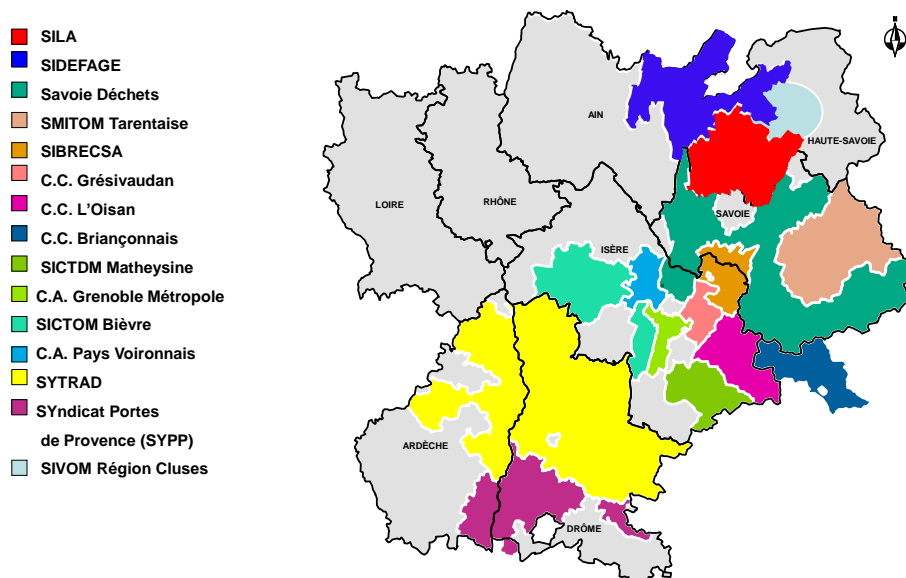 SILA
SIDEFAGE
Savoie Déchets
SMITOM Tarentaise
SIBRECSA
C.C. Grésivaudan
C.C. L'Oisan
C.C. Briançonnais
SICTDM Matheysine
C.A. Grenoble Métropole
SICTOM Bièvre
C.A. Pays Voironnais
SYTRAD
SYndicat Portes
de Provence (SYPP)
SIVOM Région Cluses
AIN
HAUTE-SAVOIE
LOIRE
RHÔNE
SAVOIE
ISÈRE
ARDÈCHE
DRÔME